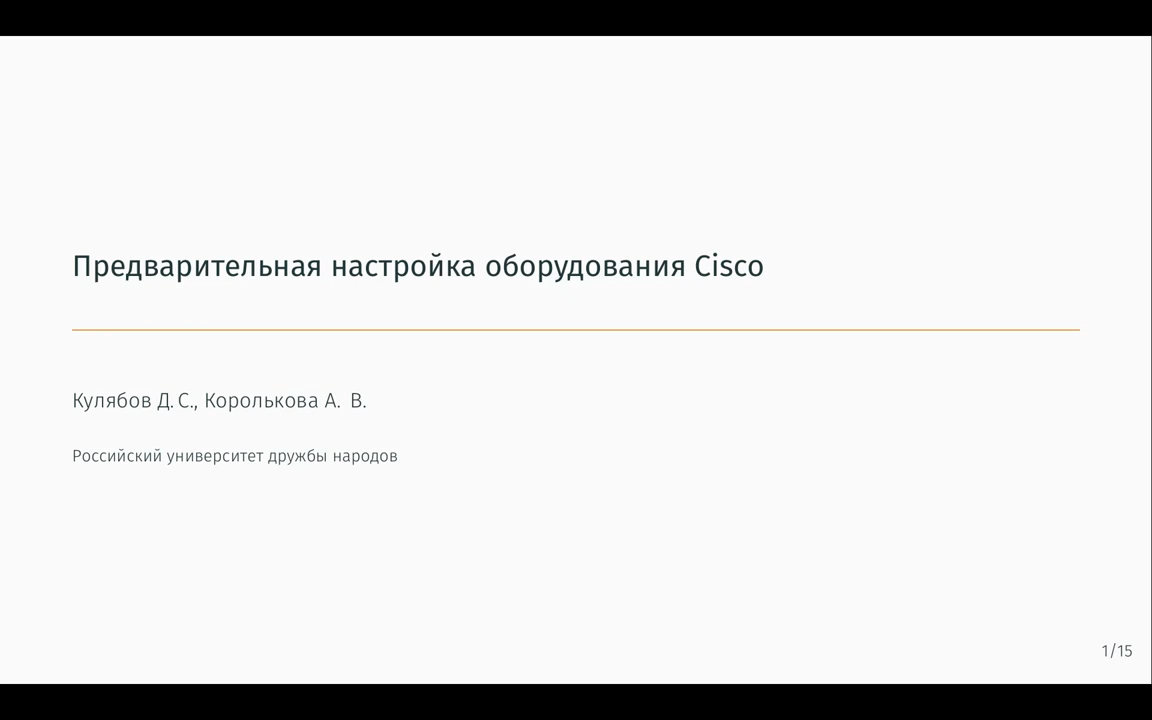 Предварительная настройка оборудования Cisco
Кулябов Д. С., Королькова А. В.
Российский университет дружбы народов
1/15